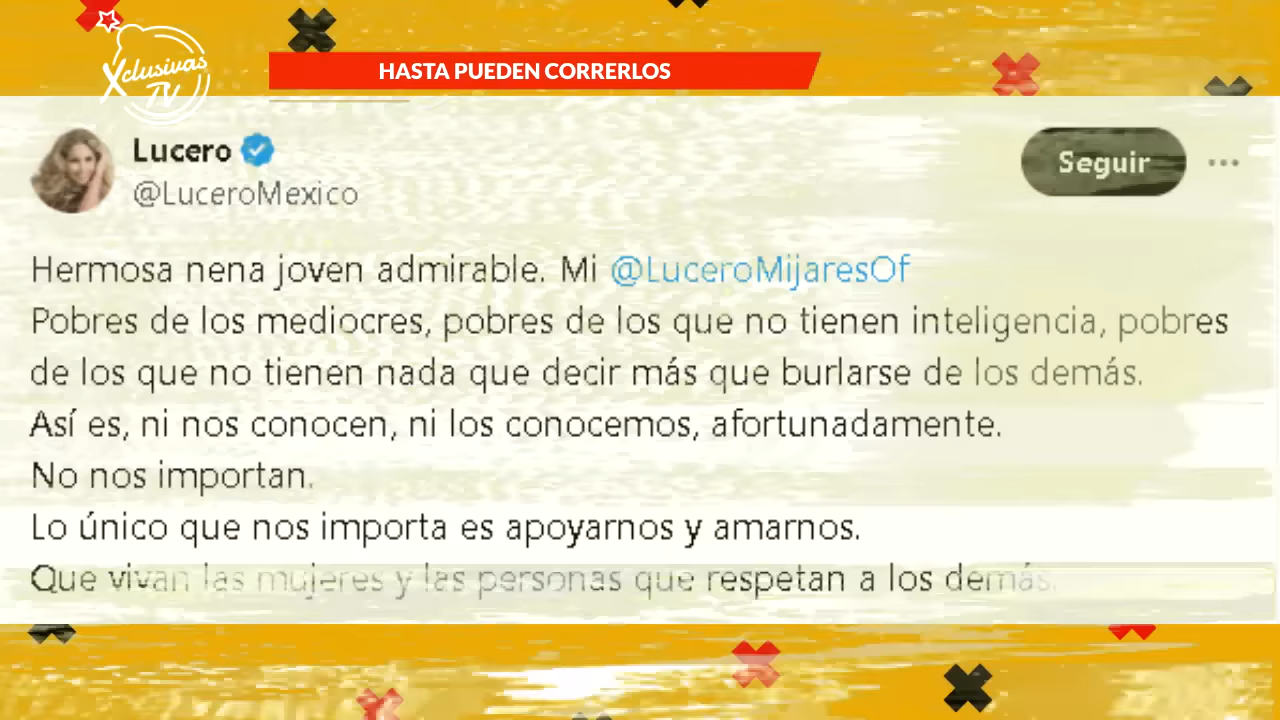 Xclusivas
TV
HASTA PUEDEN CORRERLOS
Lucero
@LuceroMexico
Seguir
Hermosa nena joven admirable. Mi @LuceroMijaresOf
Pobres de los mediocres, pobres de los que no tienen inteligencia, pobres
de los que no tienen nada que decir más que burlarse de los demás.
Así es, ni nos conocen, ni los conocemos, afortunadamente.
No nos importan.
Lo único que nos importa es apoyarnos y amarnos.
Que vivan las mujeres y las personas que respetan a los demás.